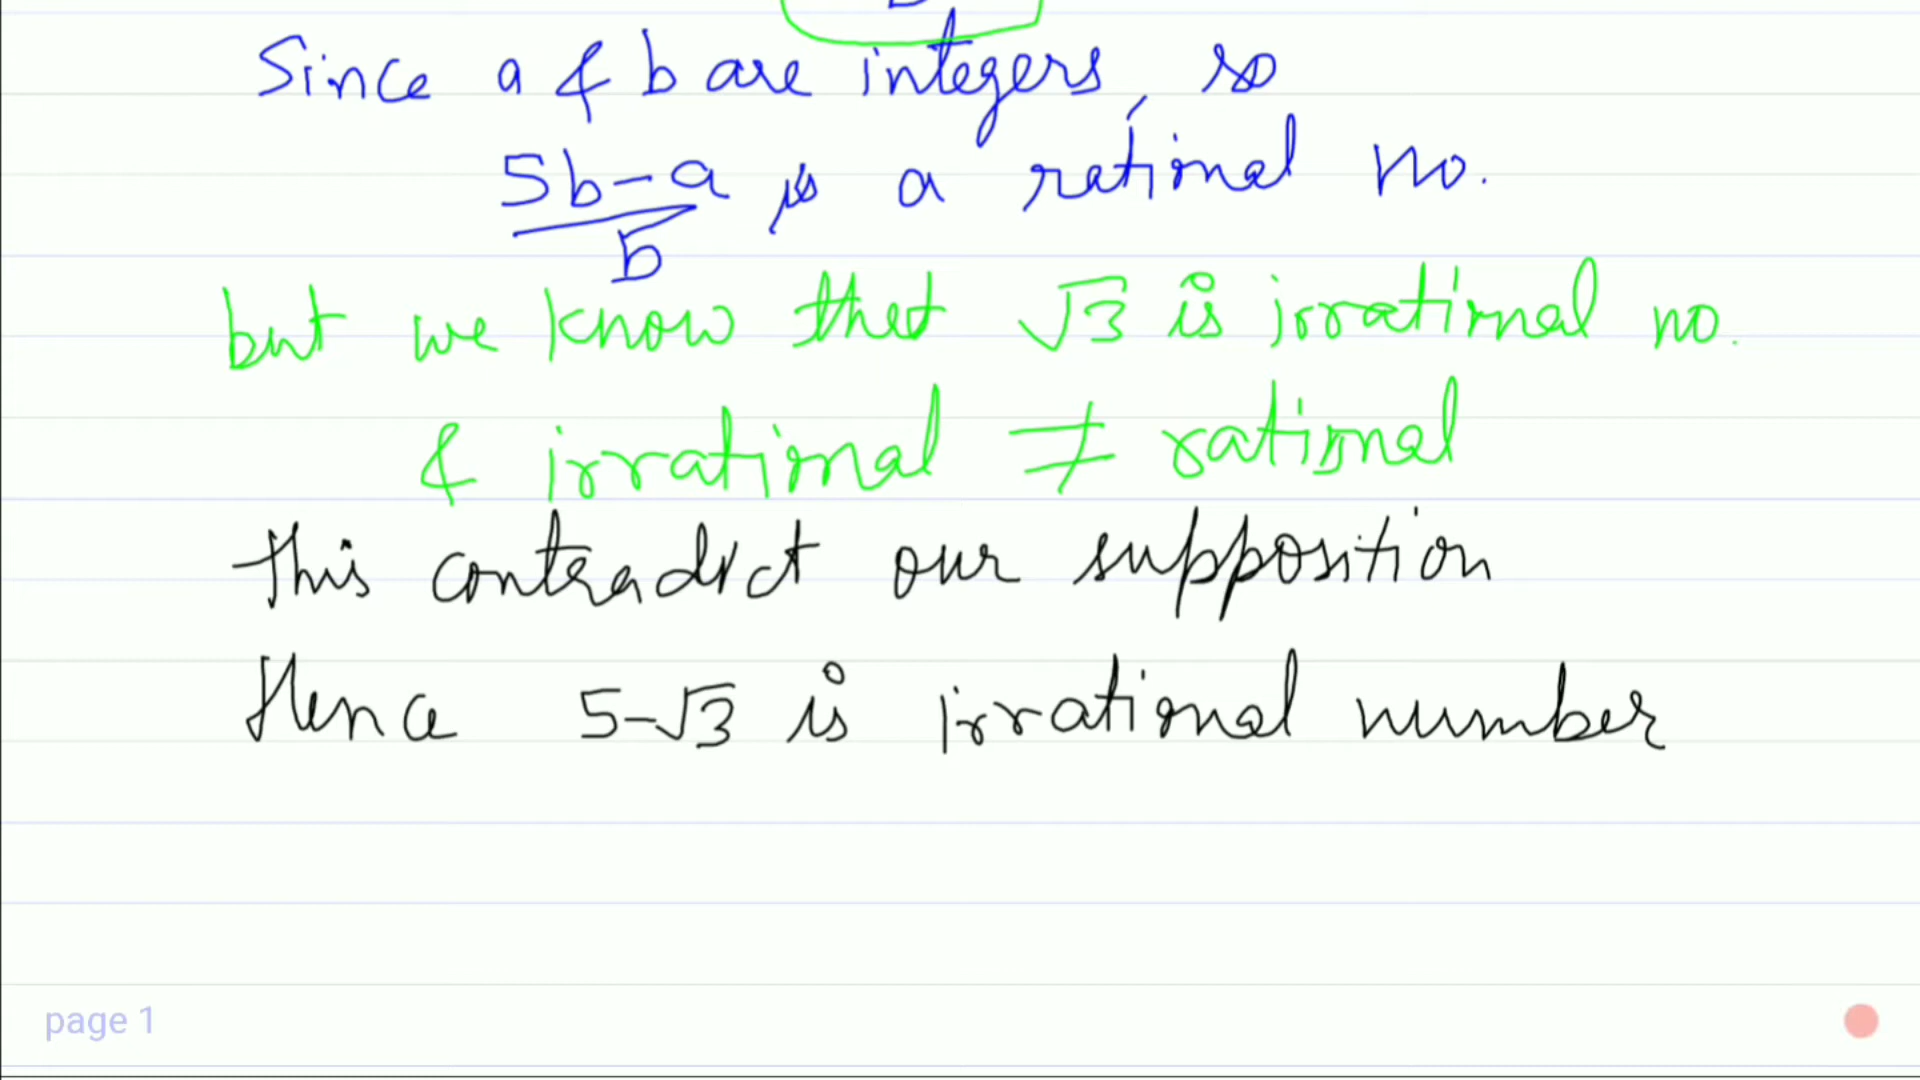 Since a & b are integers, so
5b-a is a rational no.
b
but we know that √3 is irrational no.
& irrational ≠ rational
This contradict our supposition
Hence 5-√3 is irrational number
page 1